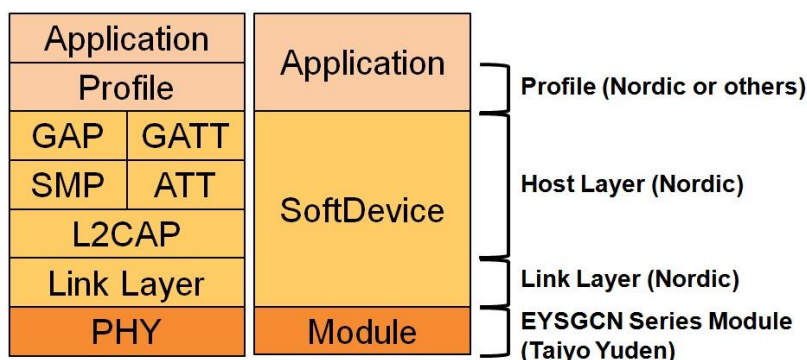 Application
Profile
GAP GATT
SMP ATT
L2CAP
Link Layer
PHY
Application
SoftDevice
Module
Profile (Nordic or others)
Host Layer (Nordic)
Link Layer (Nordic)
EYSGCN Series Module
(Taiyo Yuden)